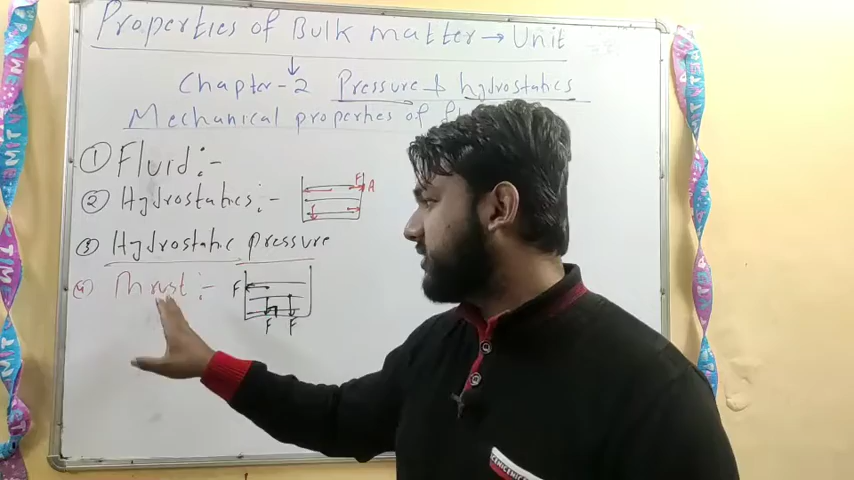 Properties of Bulk matter → Unit
Chapter-2 Pressure & hydrostatics
Mechanical properties of
① Fluid :-
② Hydrostatics :-
F A
③ Hydrostatic pressure
④ Thrust :-
F
F F